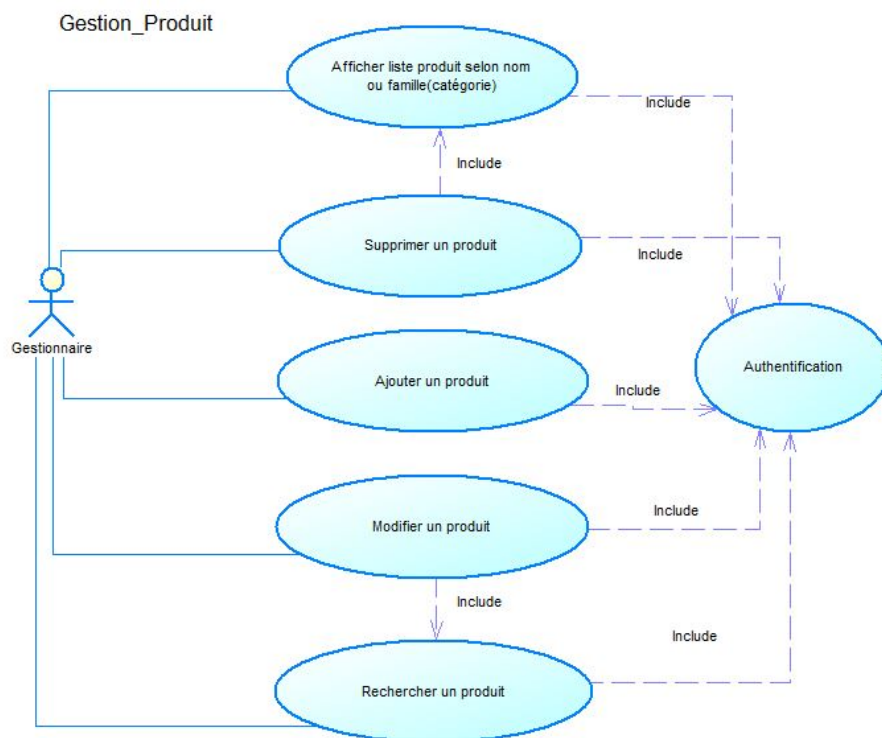 Gestion_Produit
Afficher liste produit selon nom
ou famille(catégorie)
Include
Include
Supprimer un produit
Include
Gestionnaire
Authentification
Ajouter un produit
Include
Modifier un produit
Include
Include
Include
Rechercher un produit